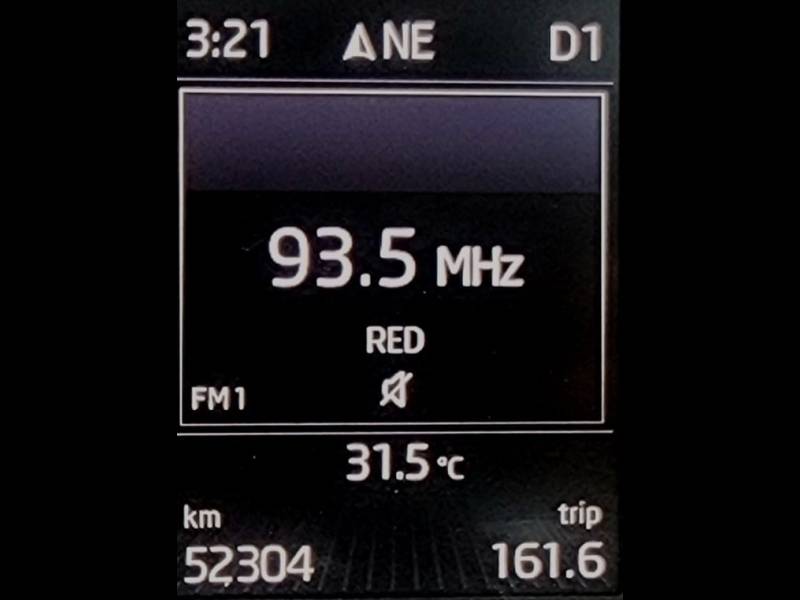 3:21 NE D1
93.5 MHz
RED
FM1
31.5 °C
km trip
52304 161.6